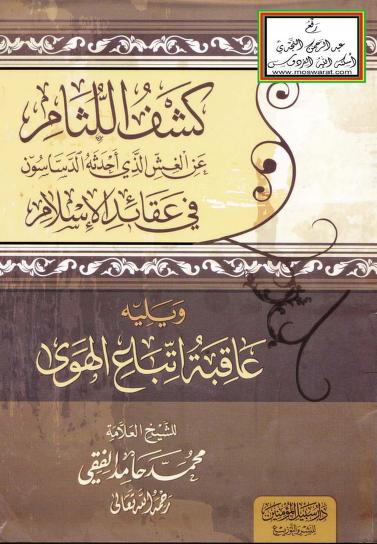 رفع
عبد الرحمن النجدي
أسكنه الله الفردوس
www.moswarat.com
كشف اللثام
عن الغش الذي أحدثه الدساسون
في عقائد الإسلام
ويليه
عاقبة اتباع الهوى
للشيخ العلامة
محمد حامد الفقي
رحمه الله تعالى
دار سبيل المؤمنين
للنشر والتوزيع